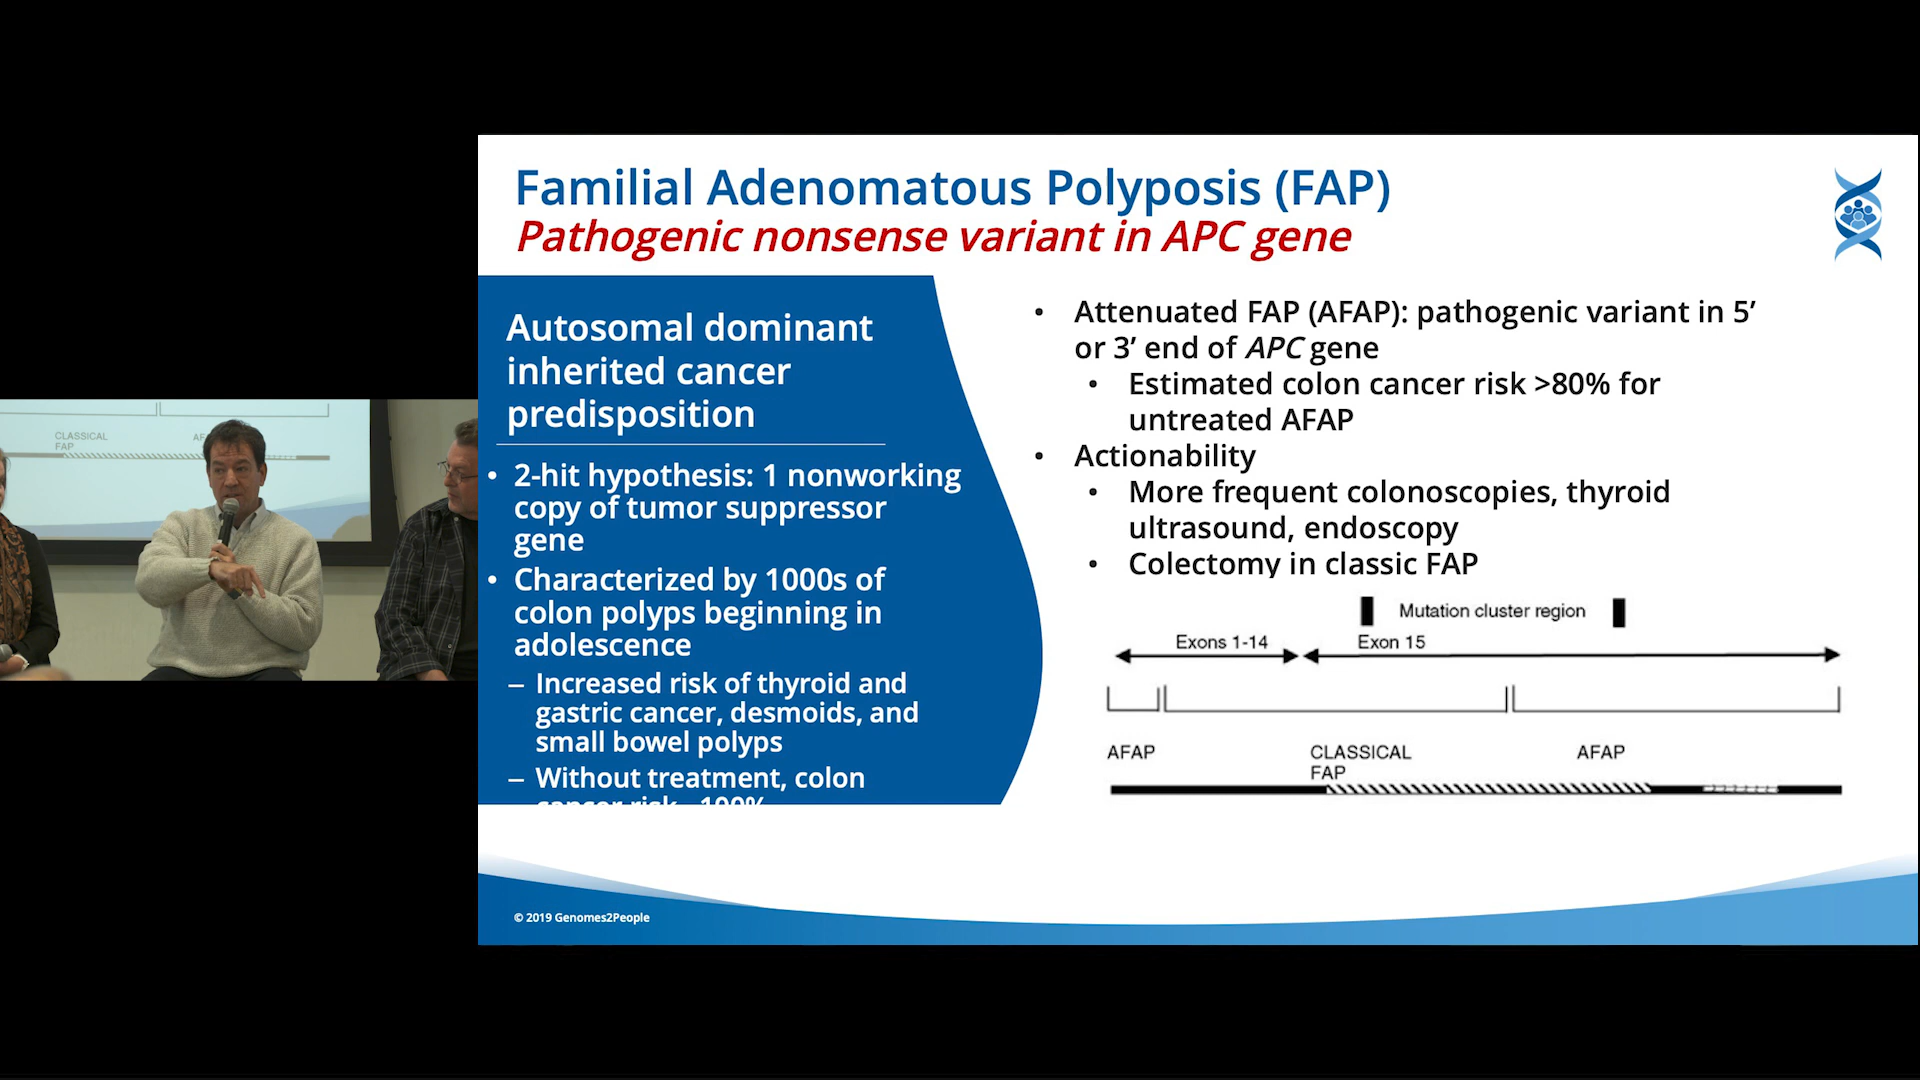 Familial Adenomatous Polyposis (FAP)
Pathogenic nonsense variant in APC gene
Autosomal dominant
inherited cancer
predisposition
• 2-hit hypothesis: 1 nonworking
copy of tumor suppressor
gene
• Characterized by 1000s of
colon polyps beginning in
adolescence
– Increased risk of thyroid and
gastric cancer, desmoids, and
small bowel polyps
– Without treatment, colon
cancer risk 100%
• Attenuated FAP (AFAP): pathogenic variant in 5’
or 3’ end of APC gene
• Estimated colon cancer risk >80% for
untreated AFAP
• Actionability
• More frequent colonoscopies, thyroid
ultrasound, endoscopy
• Colectomy in classic FAP
Mutation cluster region
Exons 1-14 Exon 15
AFAP CLASSICAL AFAP
FAP
© 2019 Genomes2People
CLASSICAL
FAP